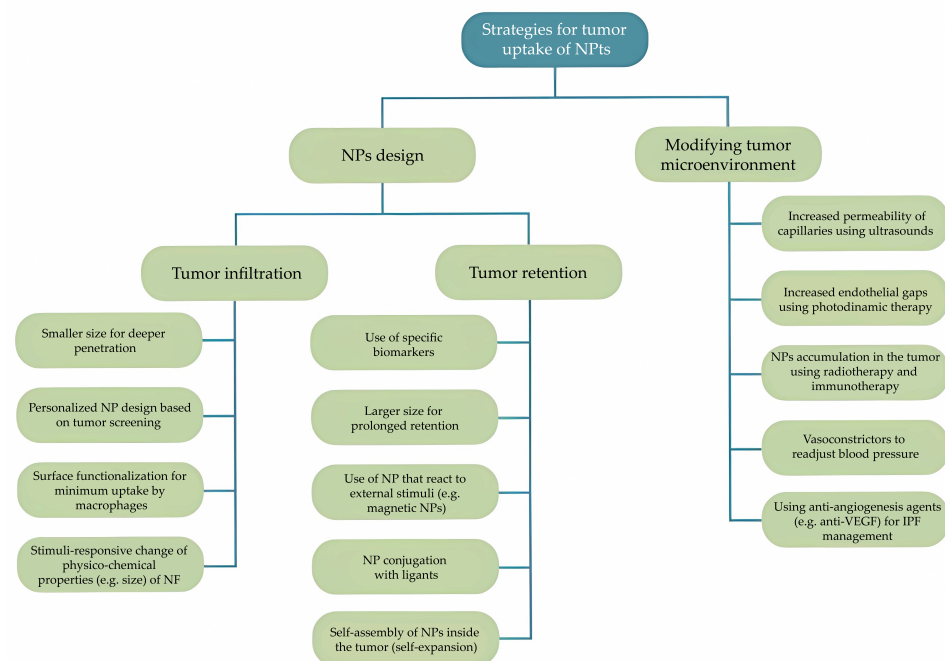 Strategies for tumor
uptake of NPts
NPs design
Modifying tumor
microenvironment
Tumor infiltration
Tumor retention
Smaller size for deeper
penetration
Personalized NP design based
on tumor screening
Surface functionalization for
minimum uptake by
macrophages
Stimuli-responsive change of
physico-chemical
properties (e.g. size) of NF
Use of specific
biomarkers
Larger size for
prolonged retention
Use of NP that react to
external stimuli (e.g.
magnetic NPs)
NP conjugation
with ligants
Self-assembly of NPs inside
the tumor (self-expansion)
Increased permeability of
capillaries using ultrasounds
Increased endothelial gaps
using photodinamic therapy
NPs accumulation in the tumor
using radiotherapy and
immunotherapy
Vasoconstrictors to
readjust blood pressure
Using anti-angiogenesis agents
(e.g. anti-VEGF) for IPF
management